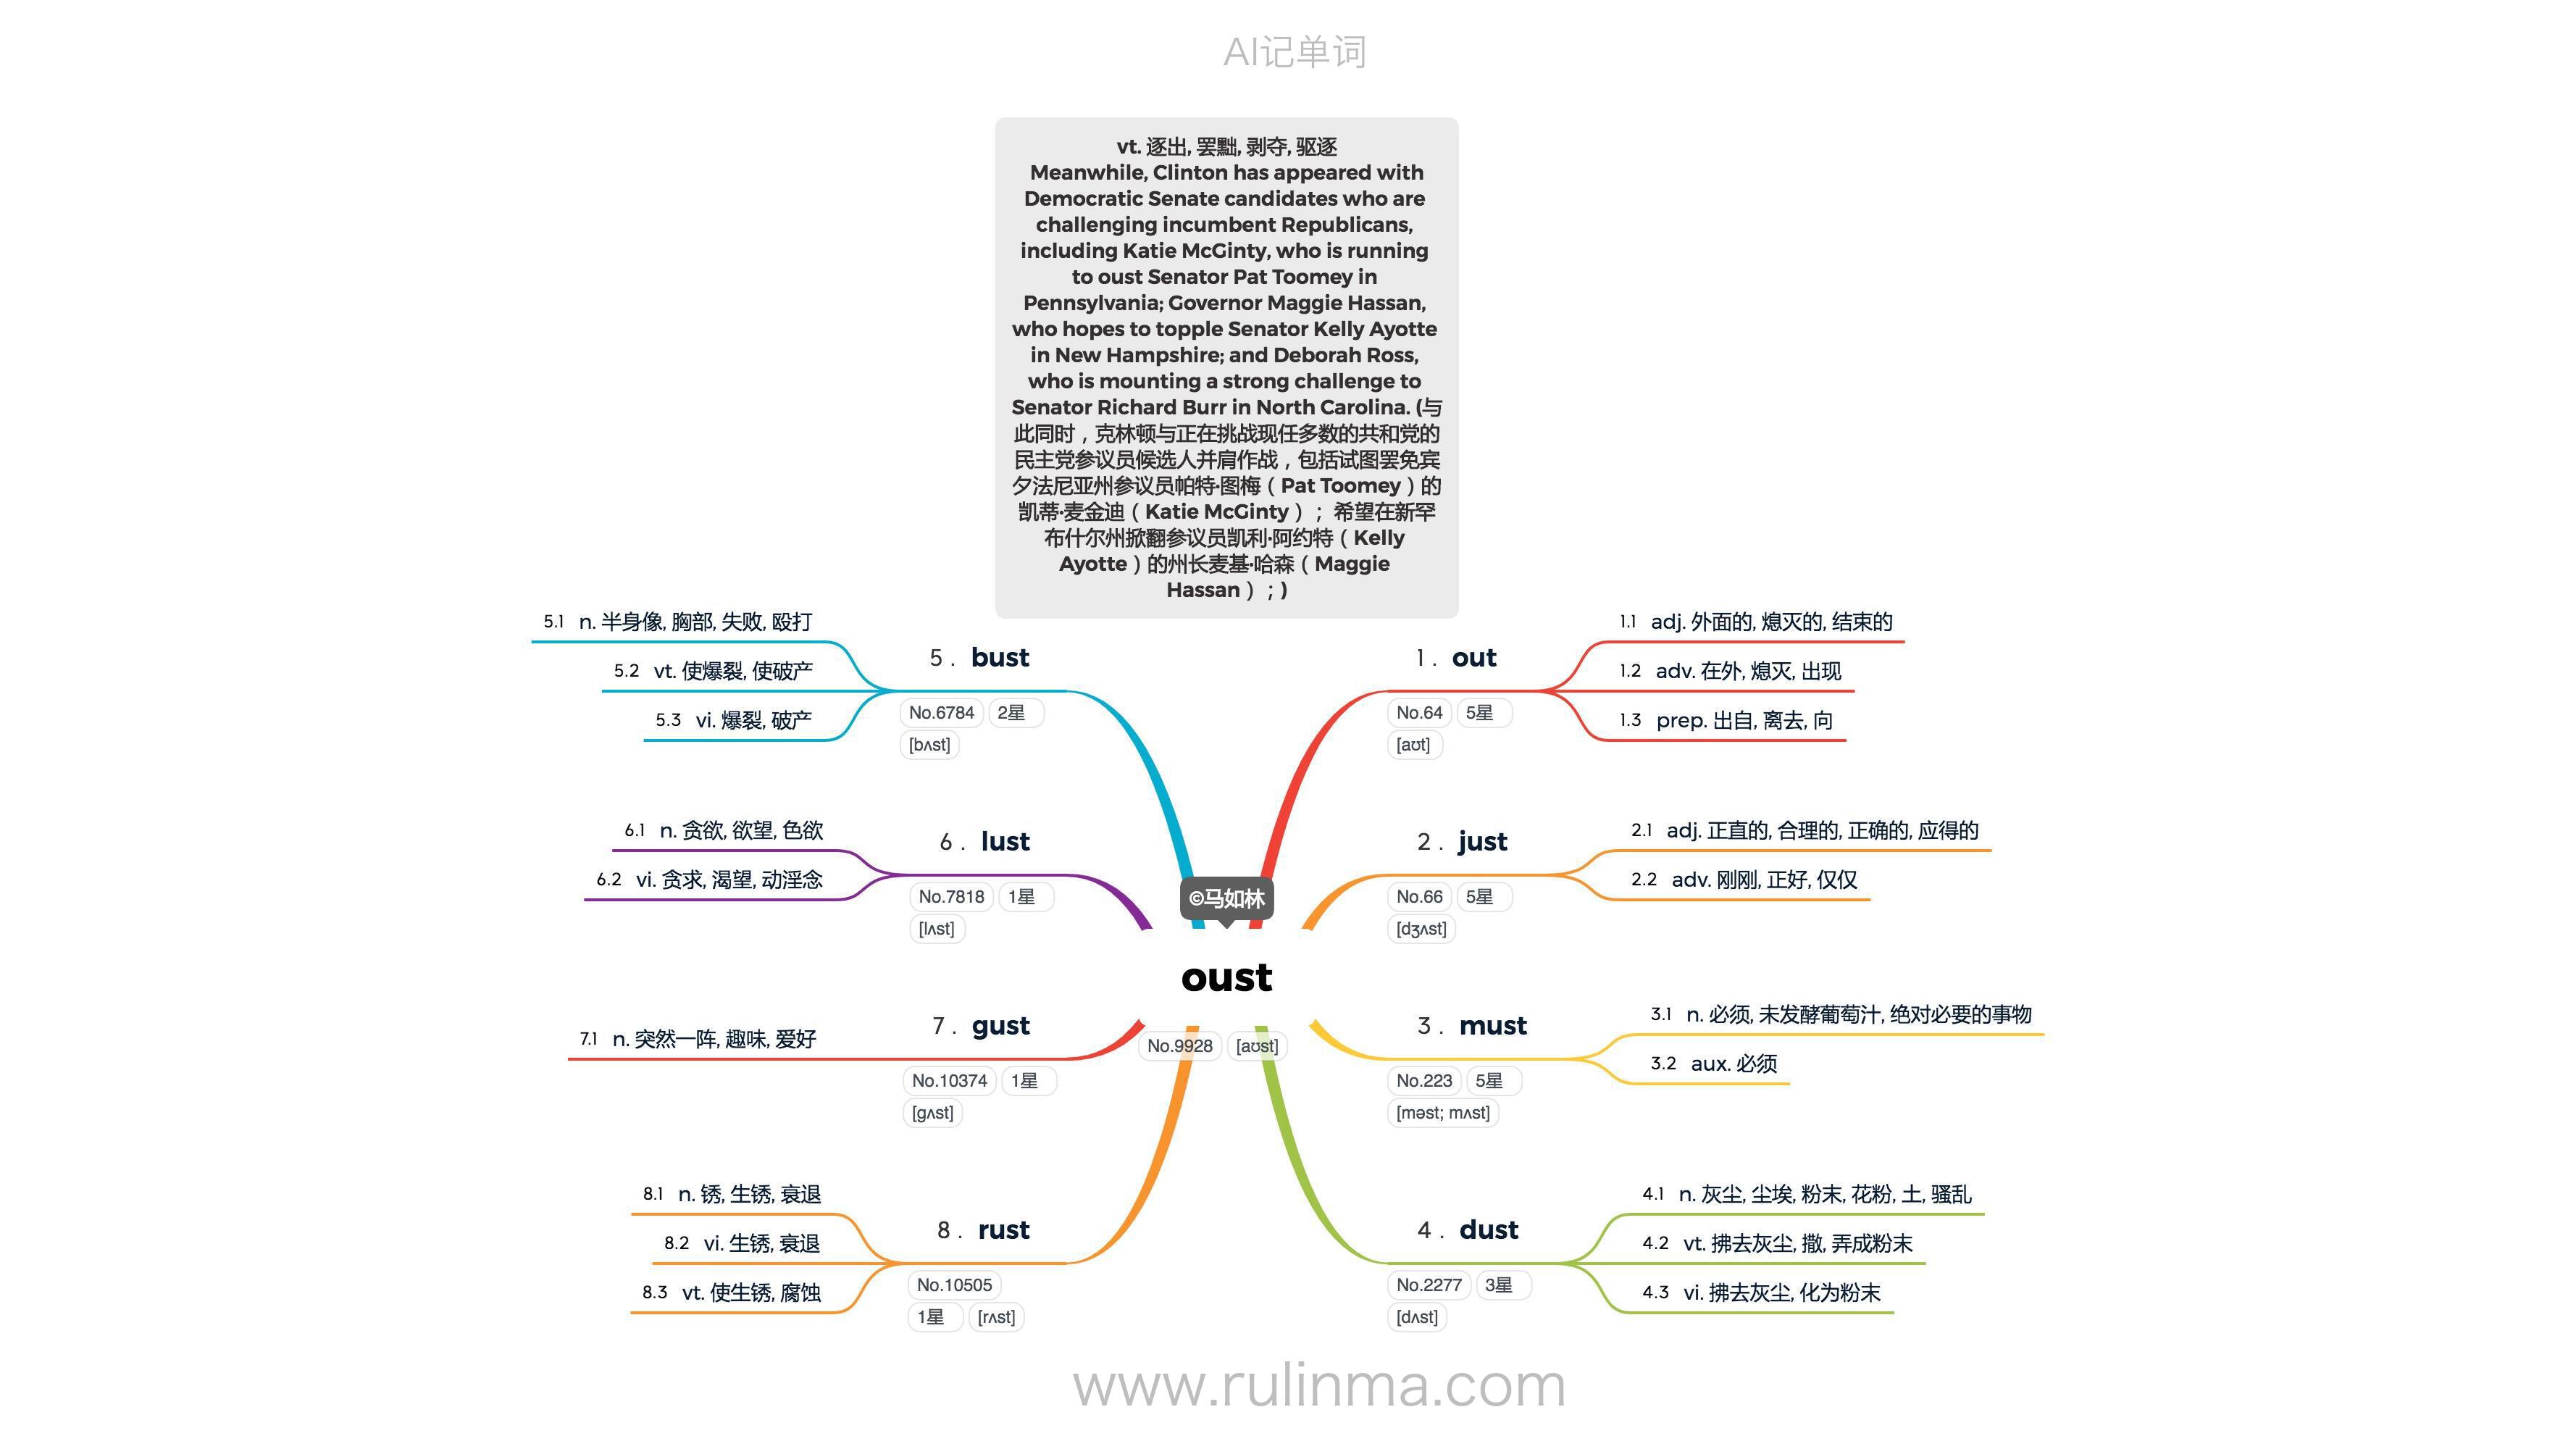 AI记单词
vt. 逐出, 罢黜, 剥夺, 驱逐
Meanwhile, Clinton has appeared with
Democratic Senate candidates who are
challenging incumbent Republicans,
including Katie McGinty, who is running
to oust Senator Pat Toomey in
Pennsylvania; Governor Maggie Hassan,
who hopes to topple Senator Kelly Ayotte
in New Hampshire; and Deborah Ross,
who is mounting a strong challenge to
Senator Richard Burr in North Carolina. (与
此同时，克林顿与正在挑战现任多数的共和党的
民主党参议员候选人并肩作战，包括试图罢免宾
夕法尼亚州参议员帕特·图梅（Pat Toomey）的
凯蒂·麦金迪（Katie McGinty）； 希望在新罕
布什尔州掀翻参议员凯利·阿约特（Kelly
Ayotte）的州长麦基·哈森（Maggie
Hassan）；)
©马如林
oust
No.9928 [aʊst]
1. out
No.64 5星
[aʊt]
1.1 adj. 外面的, 熄灭的, 结束的
1.2 adv. 在外, 熄灭, 出现
1.3 prep. 出自, 离去, 向
2. just
No.66 5星
[dʒʌst]
2.1 adj. 正直的, 合理的, 正确的, 应得的
2.2 adv. 刚刚, 正好, 仅仅
3. must
No.223 5星
[məst; mʌst]
3.1 n. 必须, 未发酵葡萄汁, 绝对必要的事物
3.2 aux. 必须
4. dust
No.2277 3星
[dʌst]
4.1 n. 灰尘, 尘埃, 粉末, 花粉, 土, 骚乱
4.2 vt. 拂去灰尘, 撒, 弄成粉末
4.3 vi. 拂去灰尘, 化为粉末
5. bust
No.6784 2星
[bʌst]
5.1 n. 半身像, 胸部, 失败, 殴打
5.2 vt. 使爆裂, 使破产
5.3 vi. 爆裂, 破产
6. lust
No.7818 1星
[lʌst]
6.1 n. 贪欲, 欲望, 色欲
6.2 vi. 贪求, 渴望, 动淫念
7. gust
No.10374 1星
[gʌst]
7.1 n. 突然一阵, 趣味, 爱好
8. rust
No.10505
1星 [rʌst]
8.1 n. 锈, 生锈, 衰退
8.2 vi. 生锈, 衰退
8.3 vt. 使生锈, 腐蚀
www.rulinma.com